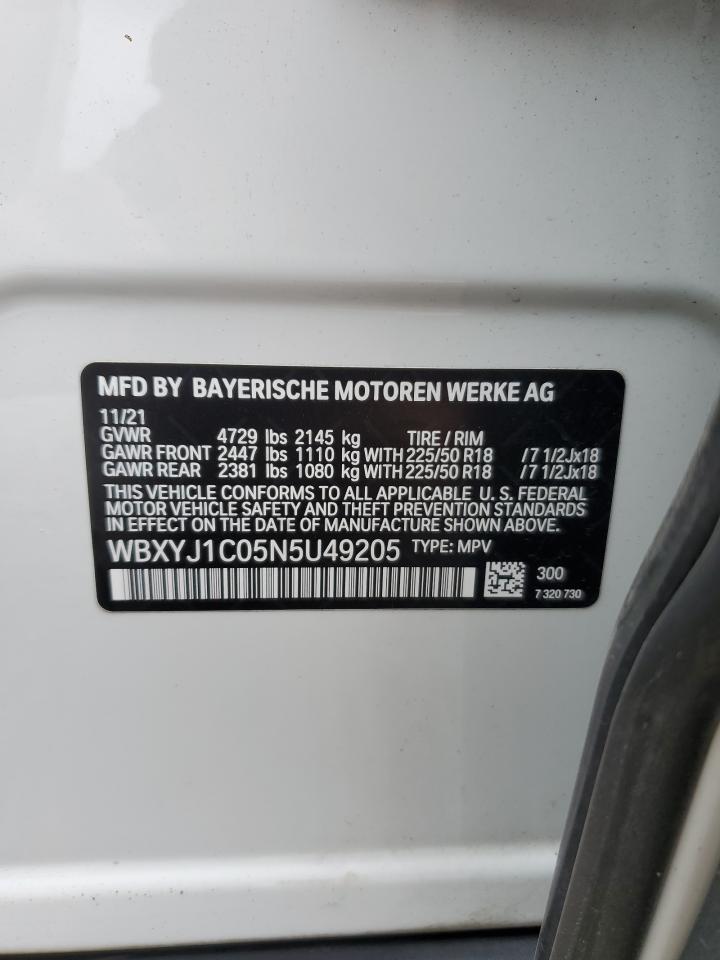 MFD BY BAYERISCHE MOTOREN WERKE AG
11/21
GVWR 4729 lbs 2145 kg TIRE / RIM
GAWR FRONT 2447 lbs 1110 kg WITH 225/50 R18 /7 1/2Jx18
GAWR REAR 2381 lbs 1080 kg WITH 225/50 R18 /7 1/2Jx18
THIS VEHICLE CONFORMS TO ALL APPLICABLE U. S. FEDERAL
MOTOR VEHICLE SAFETY AND THEFT PREVENTION STANDARDS
IN EFFECT ON THE DATE OF MANUFACTURE SHOWN ABOVE.
WBXYJ1C05N5U49205 TYPE: MPV
300
7 320 730